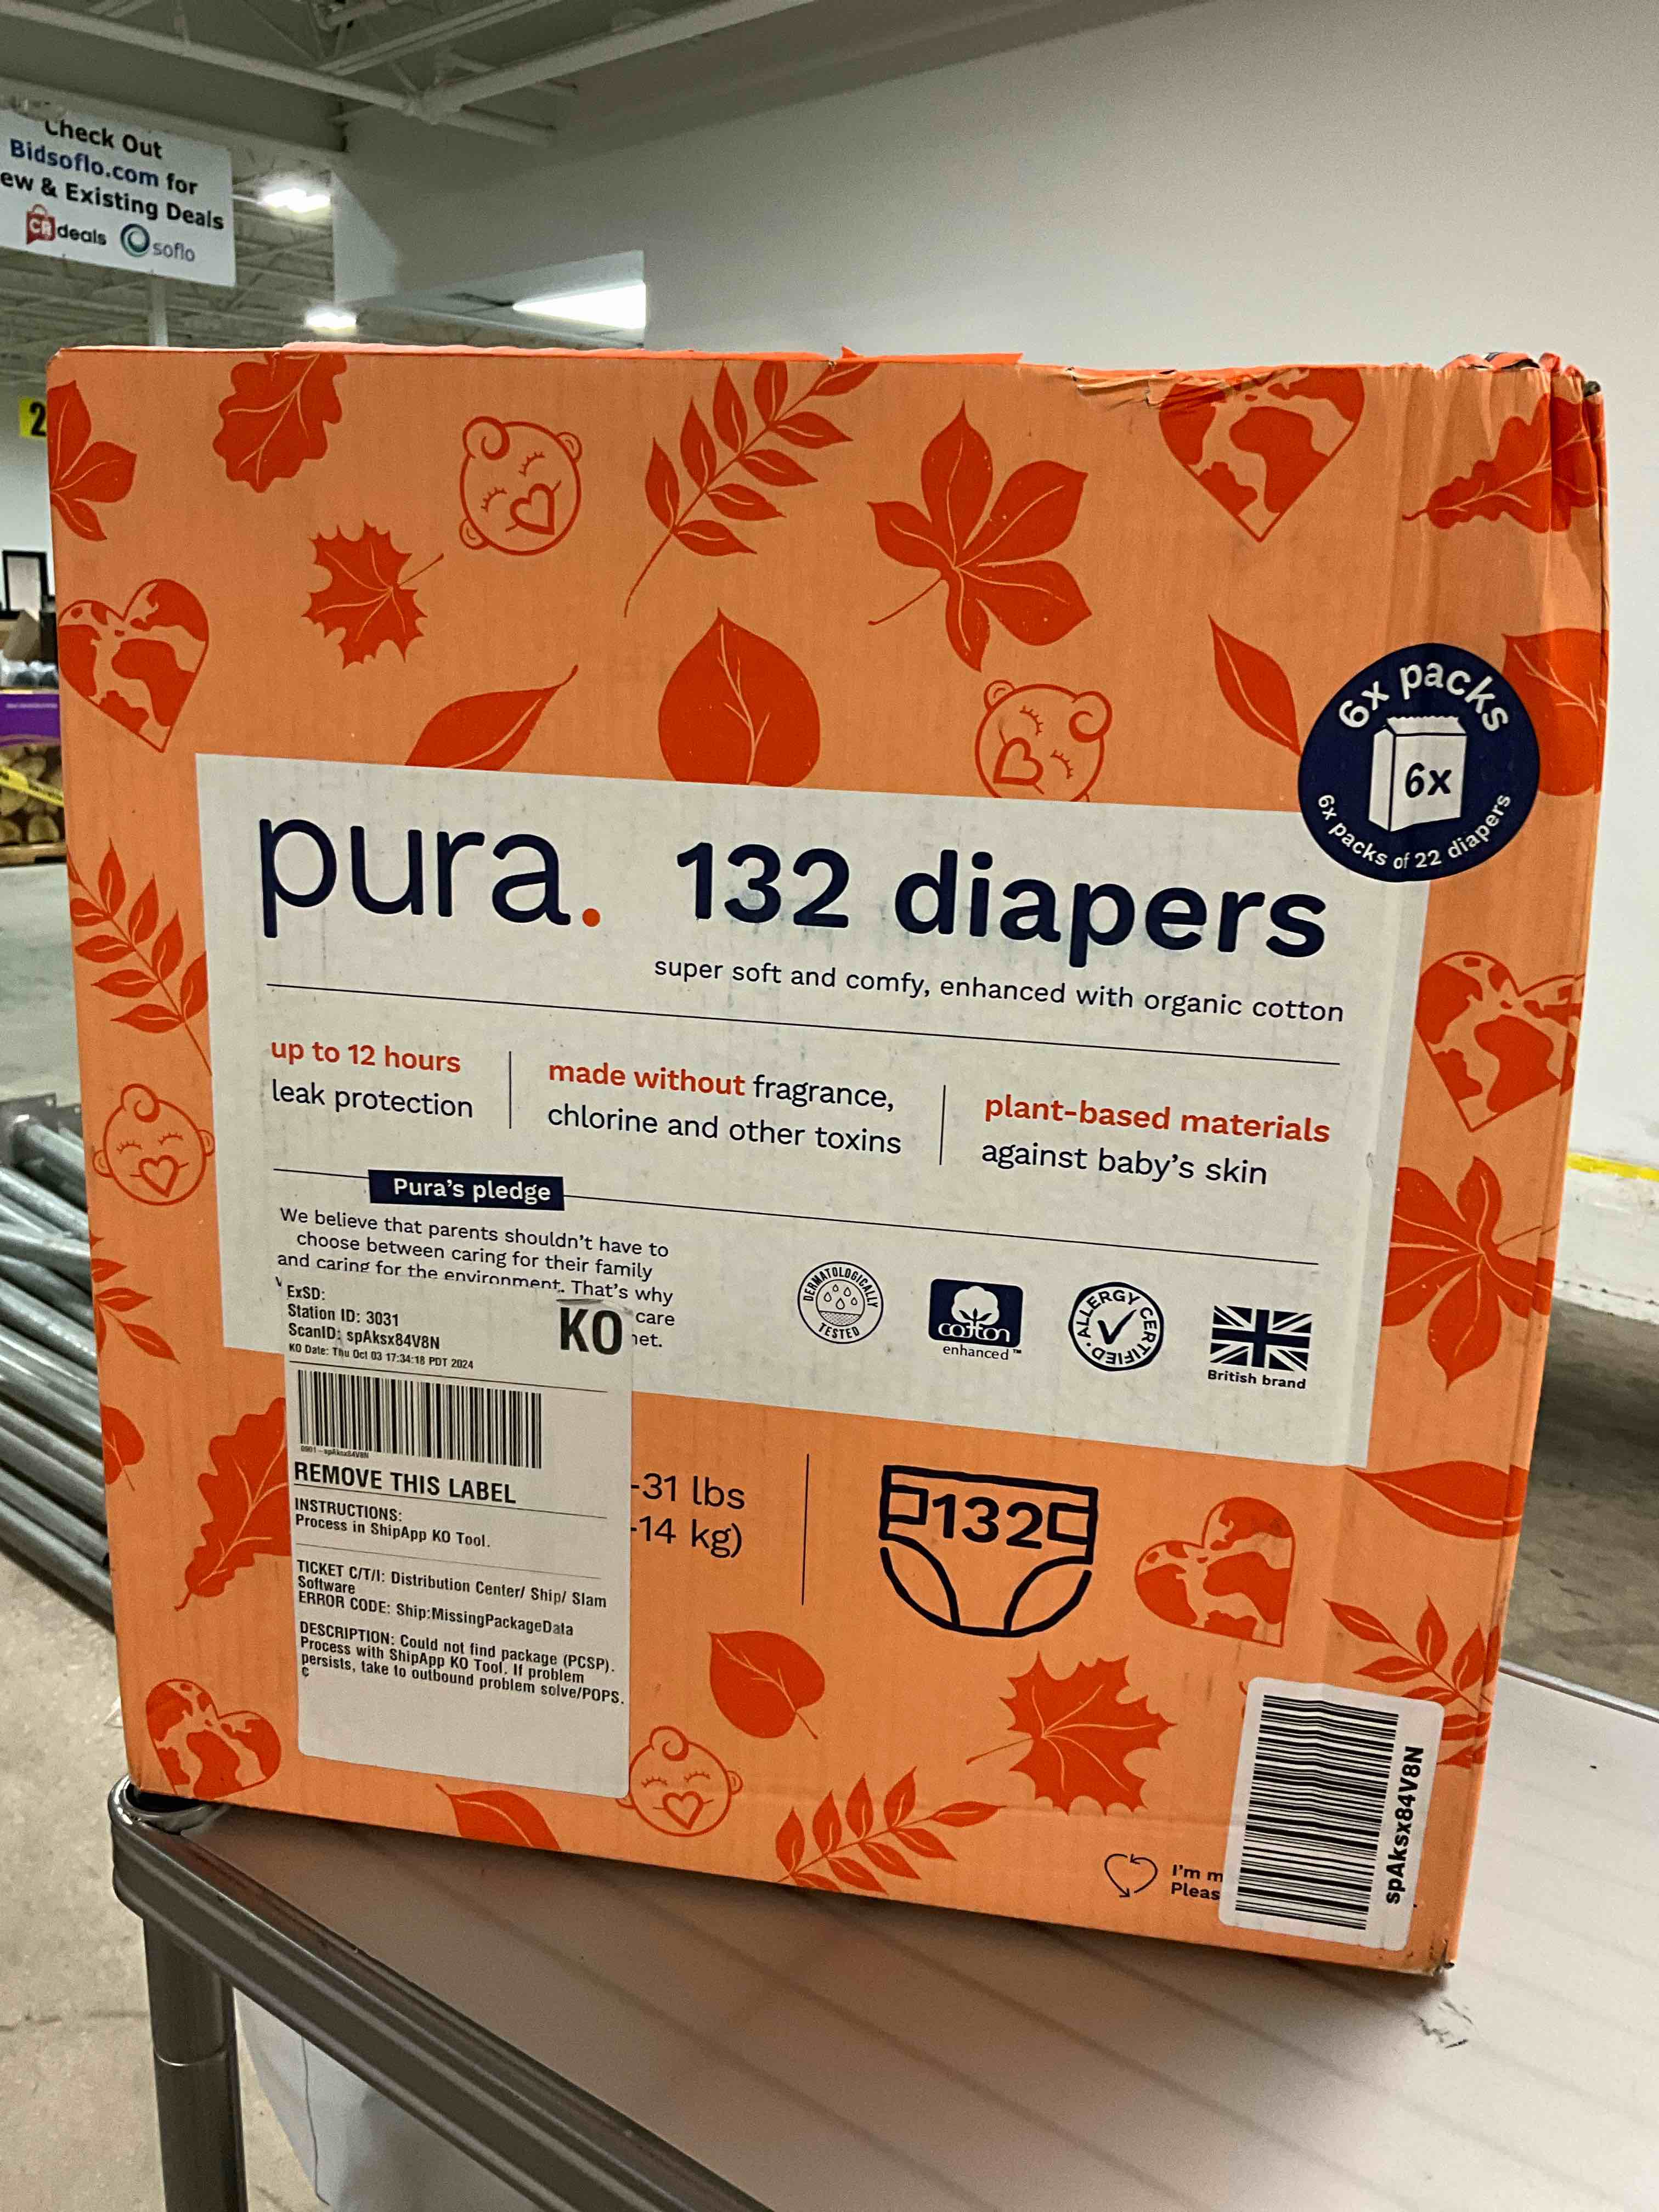 Check Out
Bidsoflo.com for
ew & Existing Deals
CR deals soflo
2
6x packs
6x
6x packs of 22 diapers
pura. 132 diapers
super soft and comfy, enhanced with organic cotton
up to 12 hours
leak protection
made without fragrance,
chlorine and other toxins
plant-based materials
against baby's skin
Pura's pledge
We believe that parents shouldn't have to
choose between caring for their family
and caring for the environment. That's why
care
net.
DERMATOLOGICALLY TESTED
cotton
enhanced™
ALLERGY CERTIFIED
British brand
ExSD:
Station ID: 3031
ScanID: spAksx84V8N
KO Date: Thu Oct 03 17:34:18 PDT 2024
KO
REMOVE THIS LABEL
INSTRUCTIONS:
Process in ShipApp KO Tool.
TICKET C/T/I: Distribution Center/ Ship/ Slam
Software
ERROR CODE: Ship:MissingPackageData
DESCRIPTION: Could not find package (PCSP).
Process with ShipApp KO Tool. If problem
persists, take to outbound problem solve/POPS.
C
-31 lbs
-14 kg)
132
I'm m
Pleas
spAksx84V8N